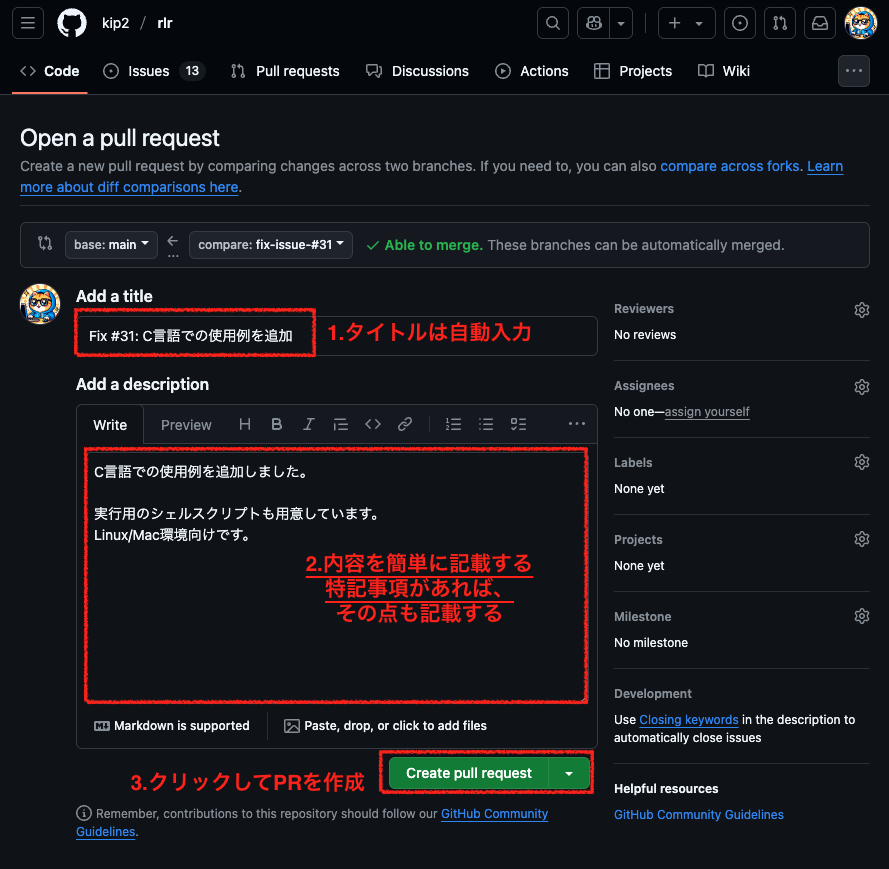 kip2 / rlr
Code Issues 13 Pull requests Discussions Actions Projects Wiki
Open a pull request
Create a new pull request by comparing changes across two branches. If you need to, you can also compare across forks. Learn
more about diff comparisons here.
base: main compare: fix-issue-#31 Able to merge. These branches can be automatically merged.
Add a title
Fix #31: C言語での使用例を追加
1.タイトルは自動入力
Add a description
Write Preview
C言語での使用例を追加しました。
実行用のシェルスクリプトも用意しています。
Linux/Mac環境向けです。
2.内容を簡単に記載する
特記事項があれば、
その点も記載する
Markdown is supported Paste, drop, or click to add files
3.クリックしてPRを作成
Create pull request
Remember, contributions to this repository should follow our GitHub Community
Guidelines.
Reviewers
No reviews
Assignees
No one—assign yourself
Labels
None yet
Projects
None yet
Milestone
No milestone
Development
Use Closing keywords in the description to
automatically close issues
Helpful resources
GitHub Community Guidelines